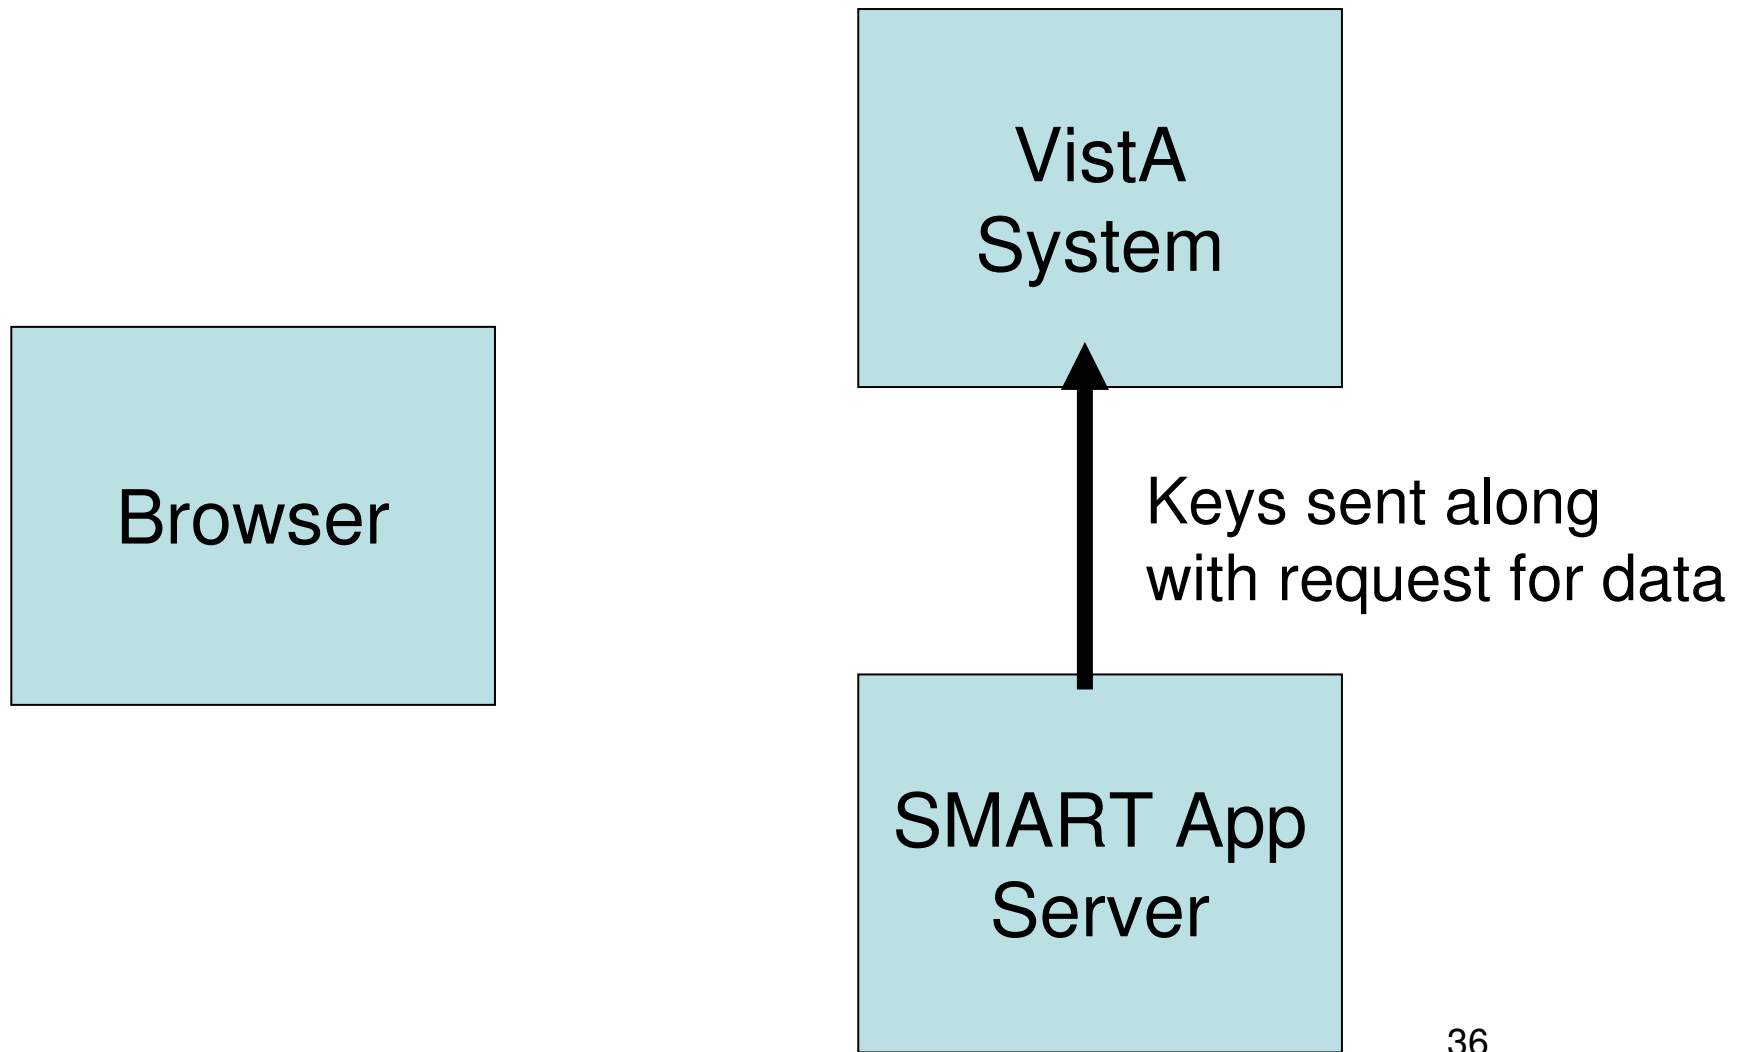 VistA
System
Browser
Keys sent along
with request for data
SMART App
Server
36